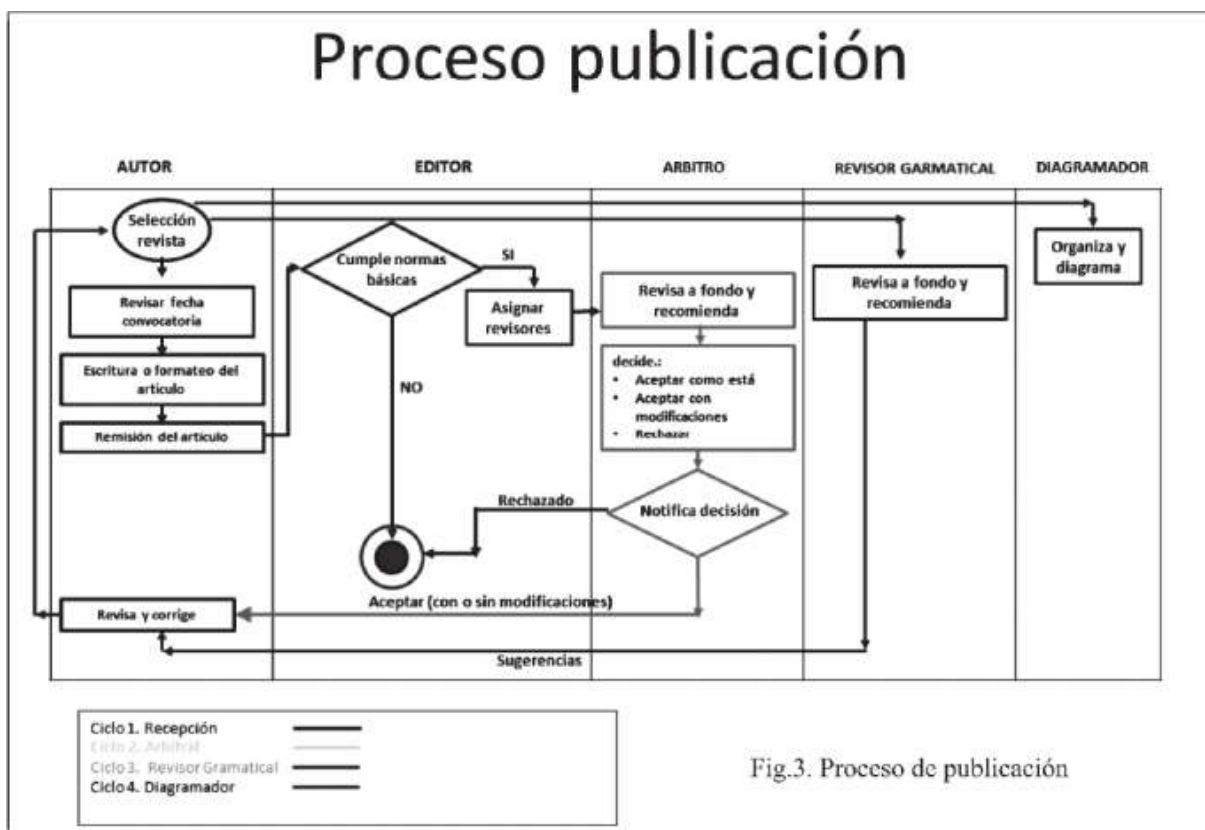 Proceso publicación
AUTOR
EDITOR
ARBITRO
REVISOR GARMATICAL
DIAGRAMADOR
Selección
revista
Revisar fecha
convocatoria
Escritura o formateo del
artículo
Remisión del artículo
Cumple normas
básicas
SI
NO
Asignar
revisores
Revisa a fondo y
recomienda
decide.:
• Aceptar como está
• Aceptar con
modificaciones
• Rechazar
Notifica decisión
Rechazado
Revisa a fondo y
recomienda
Organiza y
diagrama
Aceptar (con o sin modificaciones)
Revisa y corrige
Sugerencias
Ciclo 1. Recepción
Ciclo 2. Arbitral
Ciclo 3. Revisor Gramatical
Ciclo 4. Diagramador
Fig.3. Proceso de publicación